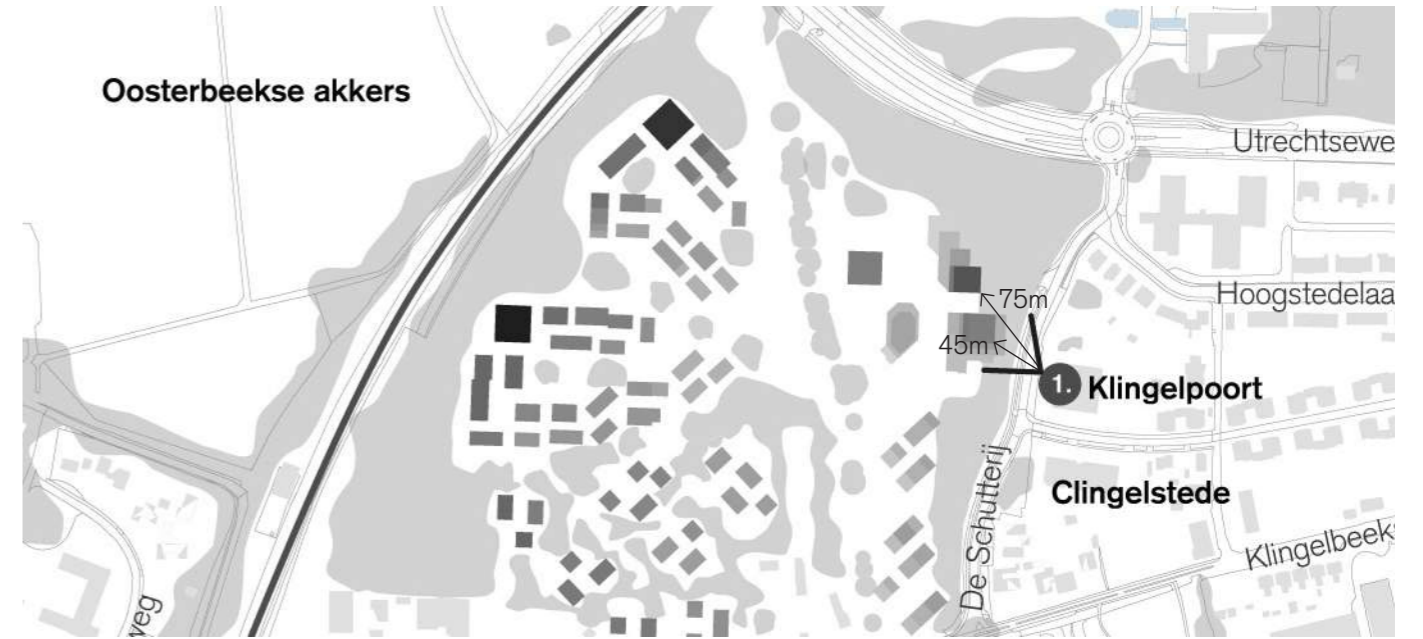 Oosterbeekse akkers
Utrechtsewe
Hoogstedelaa
75m
45m
1. Klingelpoort
De Schutterij
Clingelstede
Klingelbeeks
weg